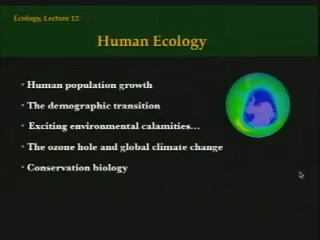 Ecology, Lecture 12:
Human Ecology
• Human population growth
• The demographic transition
• Exciting environmental calamities...
• The ozone hole and global climate change
• Conservation biology